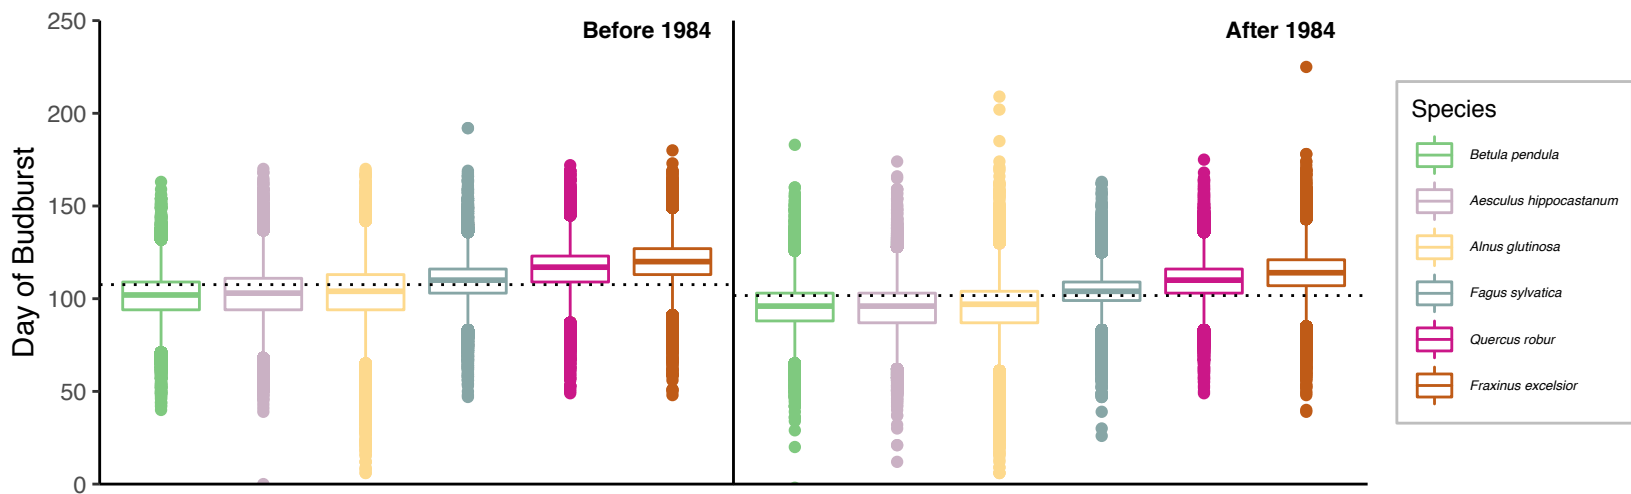 Before 1984
After 1984
250
200
150
100
50
0
Day of Budburst
Species
Betula pendula
Aesculus hippocastanum
Alnus glutinosa
Fagus sylvatica
Quercus robur
Fraxinus excelsior